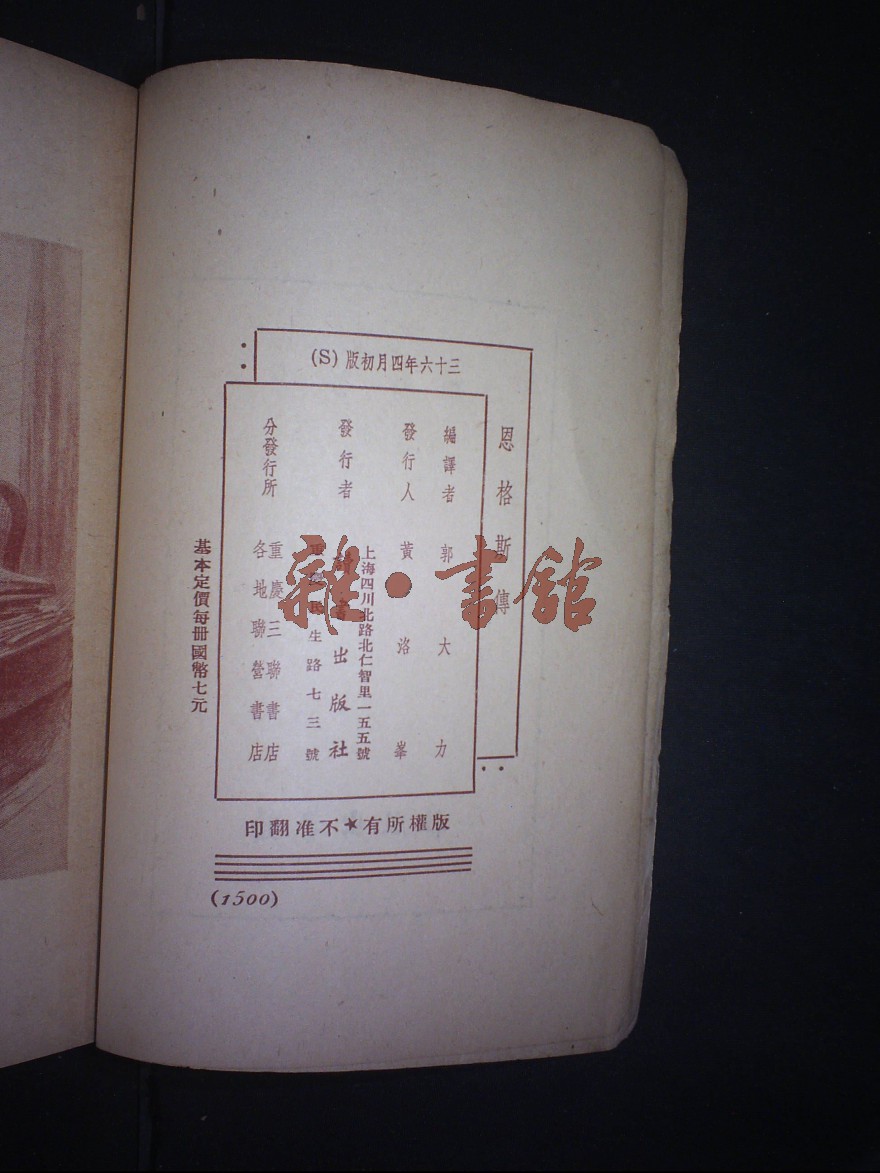 三十六年四月初版 (S)
恩格斯傳
編譯者 郭大力
發行人 黃洛峯
上海四川北路北仁智里一五五號
發行者 出版社
生路七三號
分發行所 重慶三聯書店
各地聯營書店
基本定價每冊國幣七元
版權所有★不准翻印
(1500)
雜·書館